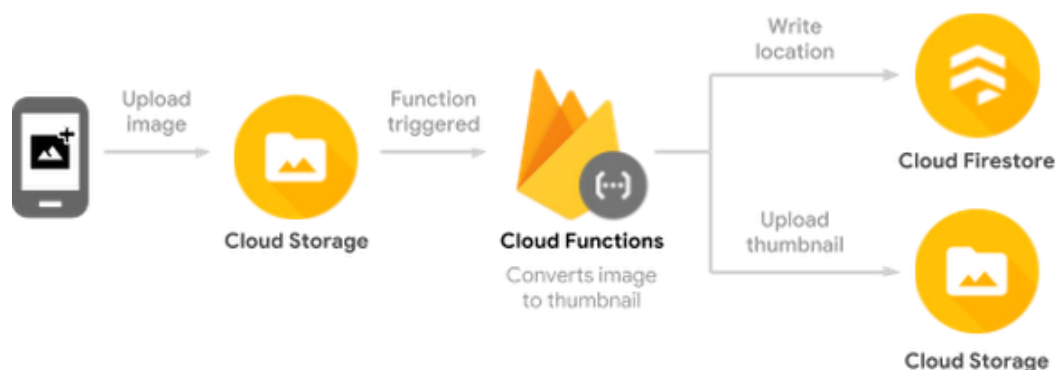 Upload
image
Cloud Storage
Function
triggered
Cloud Functions
Converts image
to thumbnail
Write
location
Cloud Firestore
Upload
thumbnail
Cloud Storage